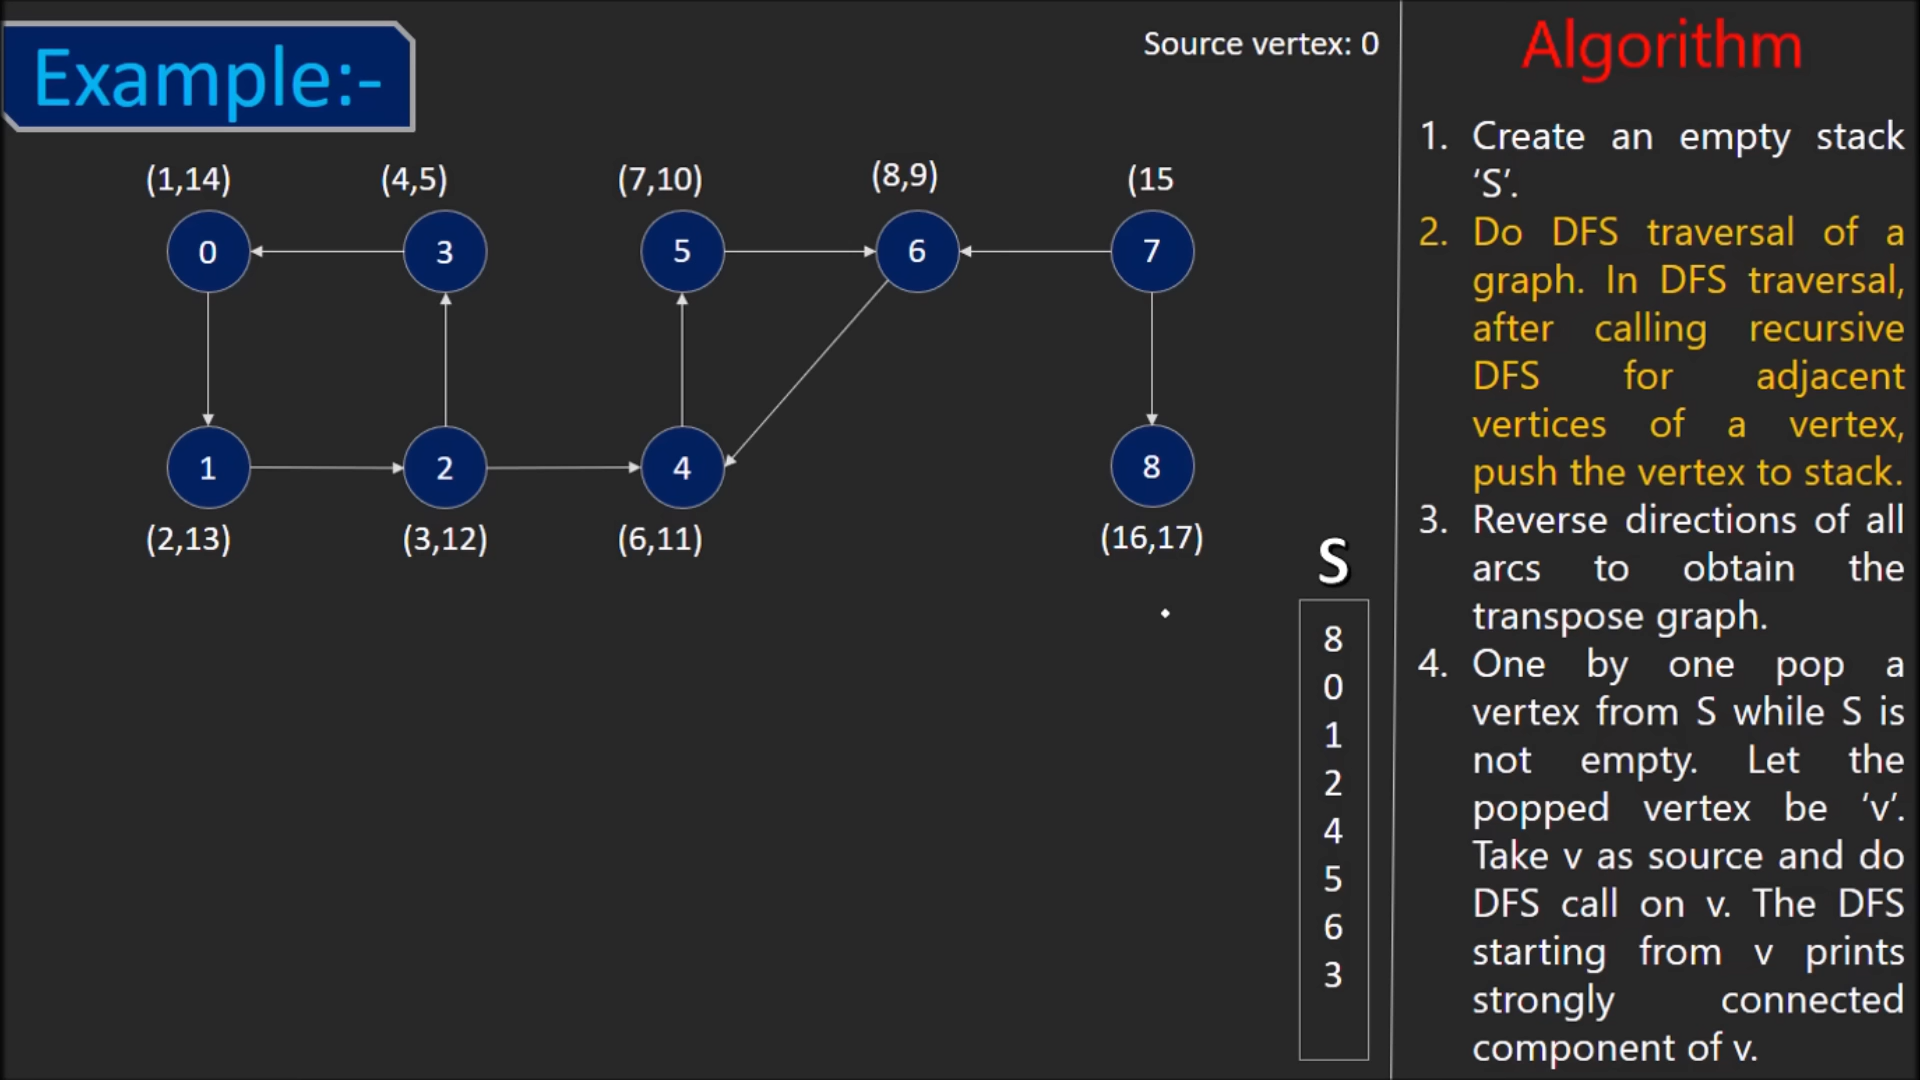 Example:-
Source vertex: 0
(1,14)
(4,5)
(7,10)
(8,9)
(15
0
3
5
6
7
1
2
4
8
(2,13)
(3,12)
(6,11)
(16,17)
S
8
0
1
2
4
5
6
3
Algorithm
1. Create an empty stack
‘S’.
2. Do DFS traversal of a
graph. In DFS traversal,
after calling recursive
DFS for adjacent
vertices of a vertex,
push the vertex to stack.
3. Reverse directions of all
arcs to obtain the
transpose graph.
4. One by one pop a
vertex from S while S is
not empty. Let the
popped vertex be ‘v’.
Take v as source and do
DFS call on v. The DFS
starting from v prints
strongly connected
component of v.